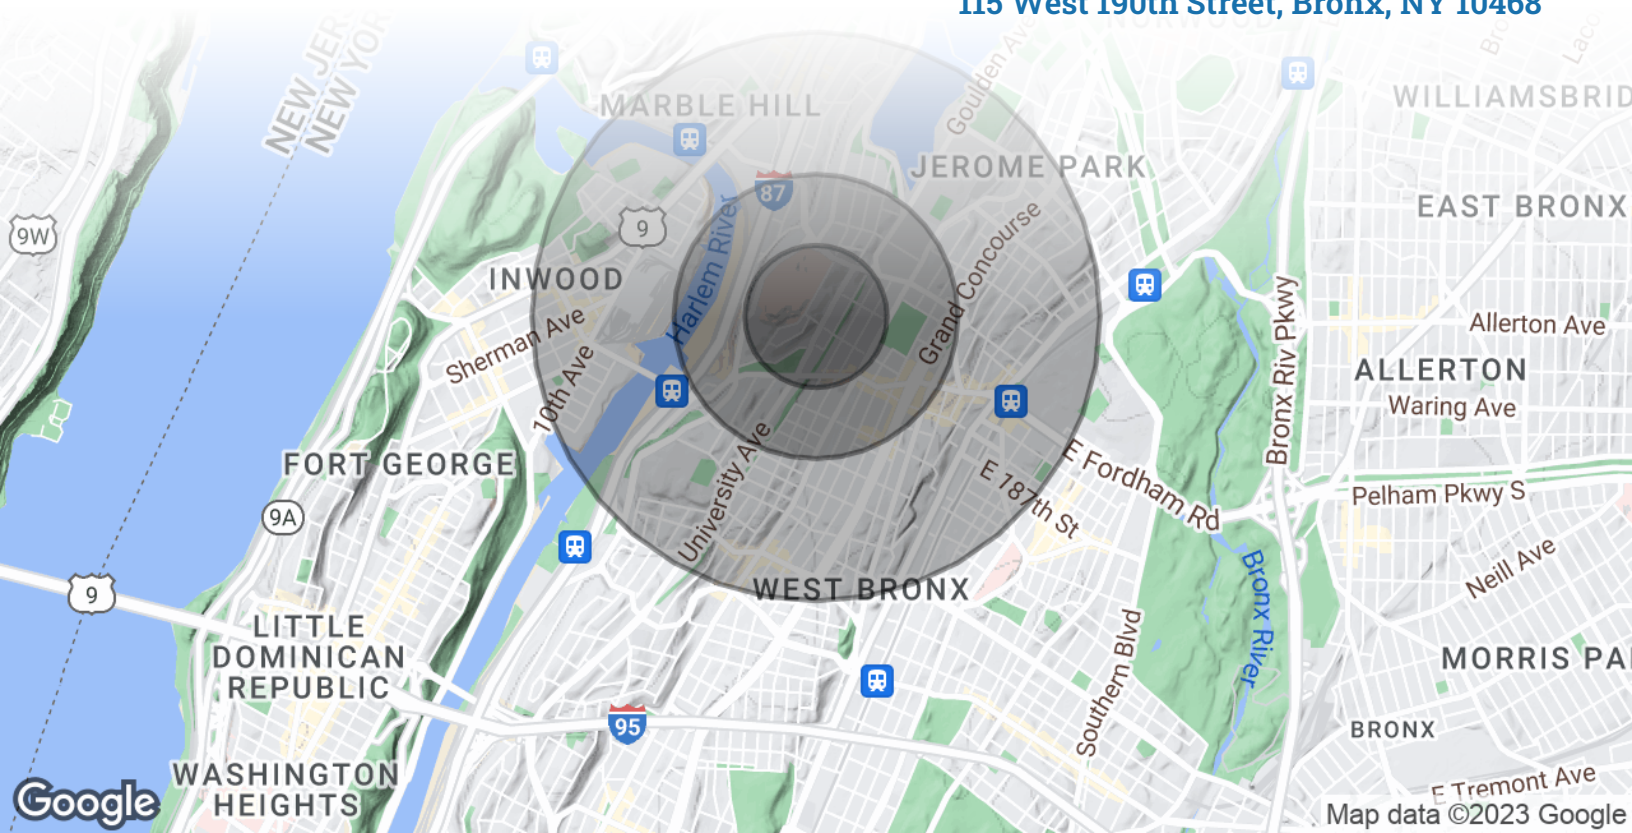 115 West 190th Street, Bronx, NY 10468
NORWOOD
NEW JER
NEW YOR
MARBLE HILL
Goulden Ave
WILLIAMSBRID
JEROME PARK
87
9W
9
EAST BRONX
INWOOD
Harlem River
Grand Concourse
Sherman Ave
10th Ave
Bronx Riv Pkwy
Allerton Ave
ALLERTON
Waring Ave
FORT GEORGE
University Ave
E 187th St
E Fordham Rd
Pelham Pkwy S
9A
Neill Ave
9
WEST BRONX
Bronx River
LITTLE
DOMINICAN
REPUBLIC
Southern Blvd
MORRIS PA
95
BRONX
WASHINGTON
HEIGHTS
E Tremont Ave
Google
Map data ©2023 Google